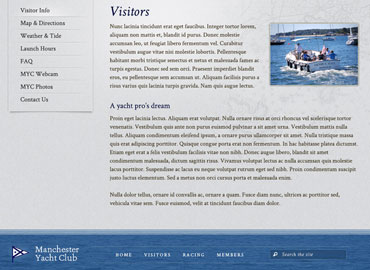 Visitor Info
Map & Directions
Weather & Tide
Launch Hours
FAQ
MYC Webcam
MYC Photos
Contact Us
Visitors
Nunc lacinia tincidunt erat eget faucibus. Integer tortor lorem,
aliquam non mattis et, blandit id purus. Donec molestie
accumsan leo, ut feugiat libero fermentum vel. Curabitur
vestibulum augue vitae nisi molestie lobortis. Pellentesque
habitant morbi tristique senectus et netus et malesuada fames ac
turpis egestas. Donec sed sem orci. Praesent imperdiet blandit
eros, eu pellentesque sem accumsan ut. Aliquam facilisis purus a
risus varius quis lacinia turpis gravida. Nam quis augue lectus.
A yacht pro's dream
Proin eget lacinia lectus. Aliquam erat volutpat. Nulla ornare risus at orci rhoncus vel scelerisque tortor
venenatis. Vestibulum quis ante non purus euismod pulvinar a sit amet urna. Vestibulum mattis nulla
tellus. Aliquam condimentum eleifend ipsum, a ornare purus ullamcorper sit amet. Nulla tristique massa
quis erat adipiscing porttitor. Quisque congue porta erat non fermentum. In hac habitasse platea dictumst.
Etiam eget erat a felis vestibulum facilisis vitae non nibh. Donec augue libero, blandit sit amet
condimentum malesuada, dictum sagittis risus. Vivamus volutpat lectus ac nulla accumsan quis molestie
lacus porttitor. Suspendisse ac lacus eu neque volutpat rutrum eget sed nibh. Proin condimentum suscipit
justo luctus elementum. Sed a metus non orci cursus porta et malesuada enim.
Nulla dolor tellus, ornare id convallis ac, ornare a quam. Fusce diam nunc, ultrices ac porttitor sed,
vehicula vitae sem. Fusce euismod, velit at tincidunt faucibus diam dolor.
Manchester
Yacht Club
HOME VISITORS RACING MEMBERS
Search the site